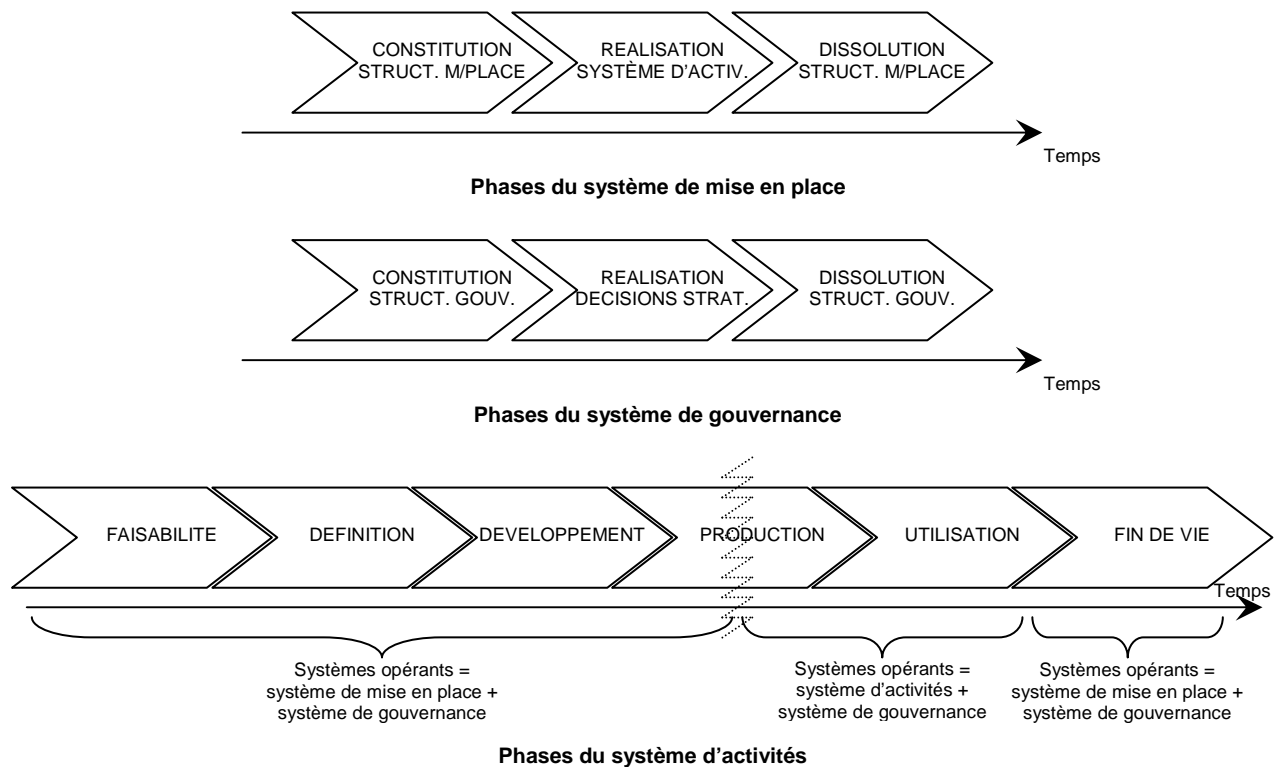 CONSTITUTION
STRUCT. M/PLACE
REALISATION
SYSTÈME D'ACTIV.
DISSOLUTION
STRUCT. M/PLACE
Temps
Phases du système de mise en place
CONSTITUTION
STRUCT. GOUV.
REALISATION
DECISIONS STRAT.
DISSOLUTION
STRUCT. GOUV.
Temps
Phases du système de gouvernance
FAISABILITE
DEFINITION
DEVELOPPEMENT
PRODUCTION
UTILISATION
FIN DE VIE
Temps
Systèmes opérants =
système de mise en place +
système de gouvernance
Systèmes opérants =
système d'activités +
système de gouvernance
Systèmes opérants =
système de mise en place +
système de gouvernance
Phases du système d'activités